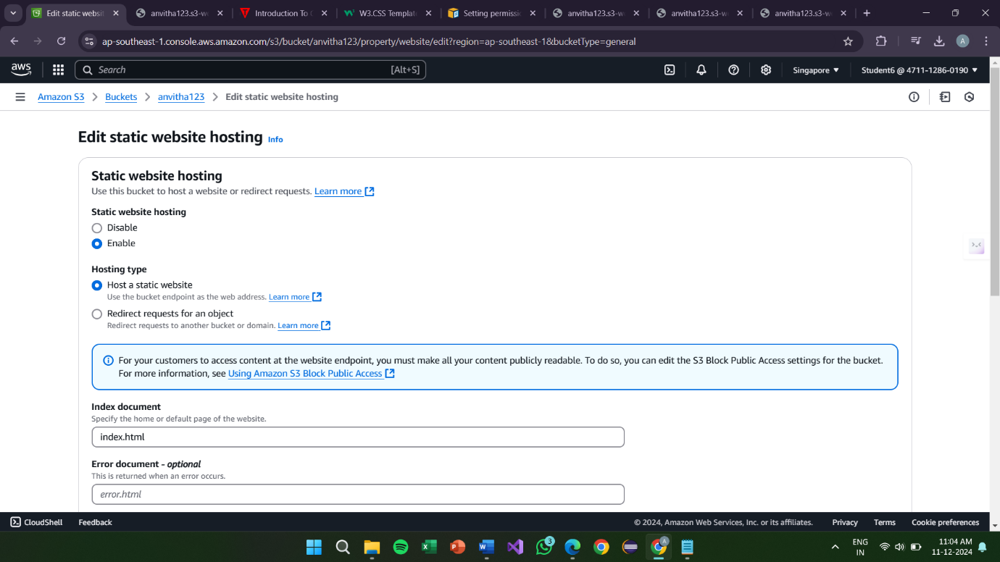 Edit static websit
anvitha123.s3-w
Introduction To C
W3.CSS Template
Setting permissio
anvitha123.s3-w
anvitha123.s3-w
anvitha123.s3-w
ap-southeast-1.console.aws.amazon.com/s3/bucket/anvitha123/property/website/edit?region=ap-southeast-1&bucketType=general
A
aws
Search
[Alt+S]
Singapore
Student6 @ 4711-1286-0190
Amazon S3 > Buckets > anvitha123 > Edit static website hosting
Edit static website hosting Info
Static website hosting
Use this bucket to host a website or redirect requests. Learn more
Static website hosting
Disable
Enable
Hosting type
Host a static website
Use the bucket endpoint as the web address. Learn more
Redirect requests for an object
Redirect requests to another bucket or domain. Learn more
For your customers to access content at the website endpoint, you must make all your content publicly readable. To do so, you can edit the S3 Block Public Access settings for the bucket.
For more information, see Using Amazon S3 Block Public Access
Index document
Specify the home or default page of the website.
index.html
Error document - optional
This is returned when an error occurs.
error.html
CloudShell
Feedback
© 2024, Amazon Web Services, Inc. or its affiliates.
Privacy
Terms
Cookie preferences
3
A
ENG
IN
11:04 AM
11-12-2024